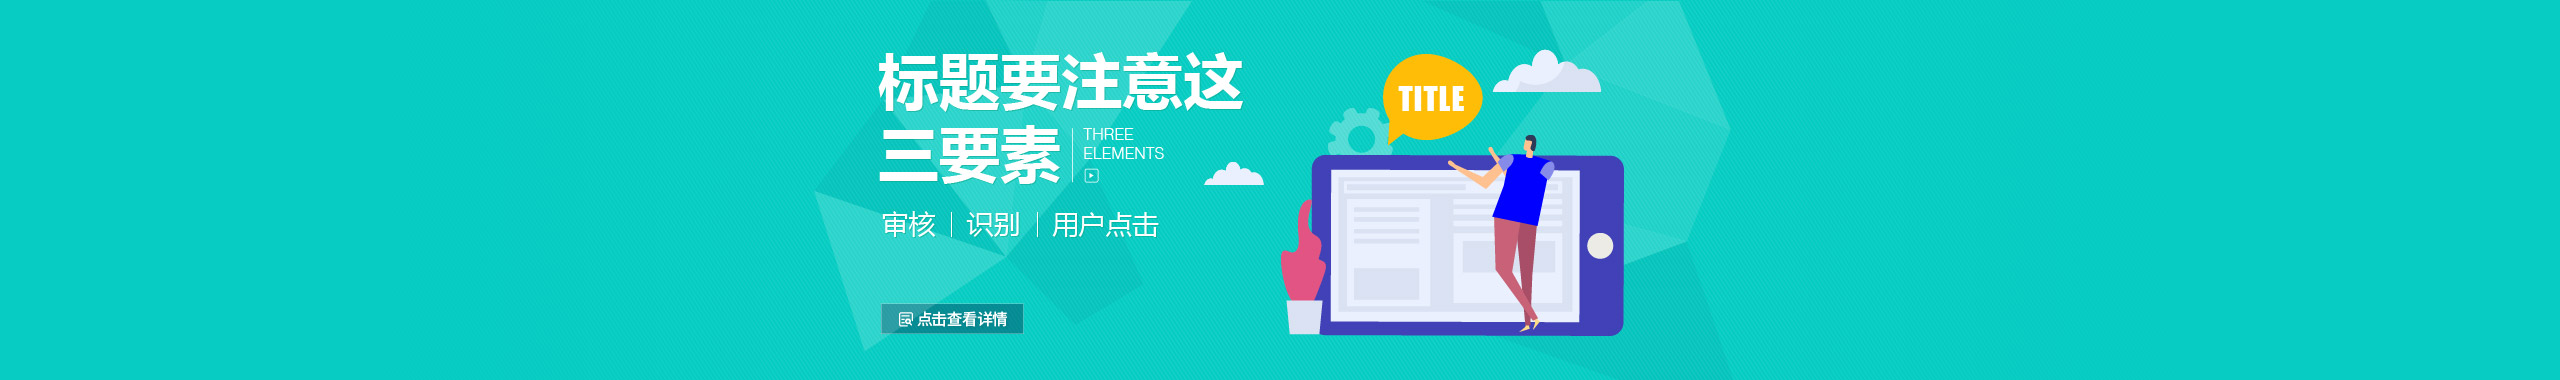 标题要注意这
三要素
THREE
ELEMENTS
审核 | 识别 | 用户点击
点击查看详情
TITLE